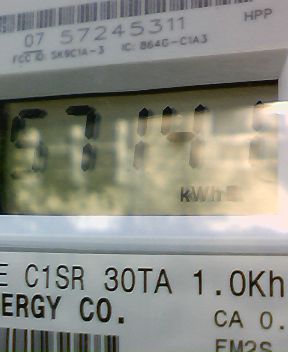 HPP
07 57245311
FCC ID: SK9C1A-3 IC: 864G-C1A3
5714
kWh
E C1SR 30TA 1.0Kh
ERGY CO.
CA 0.
FM2S